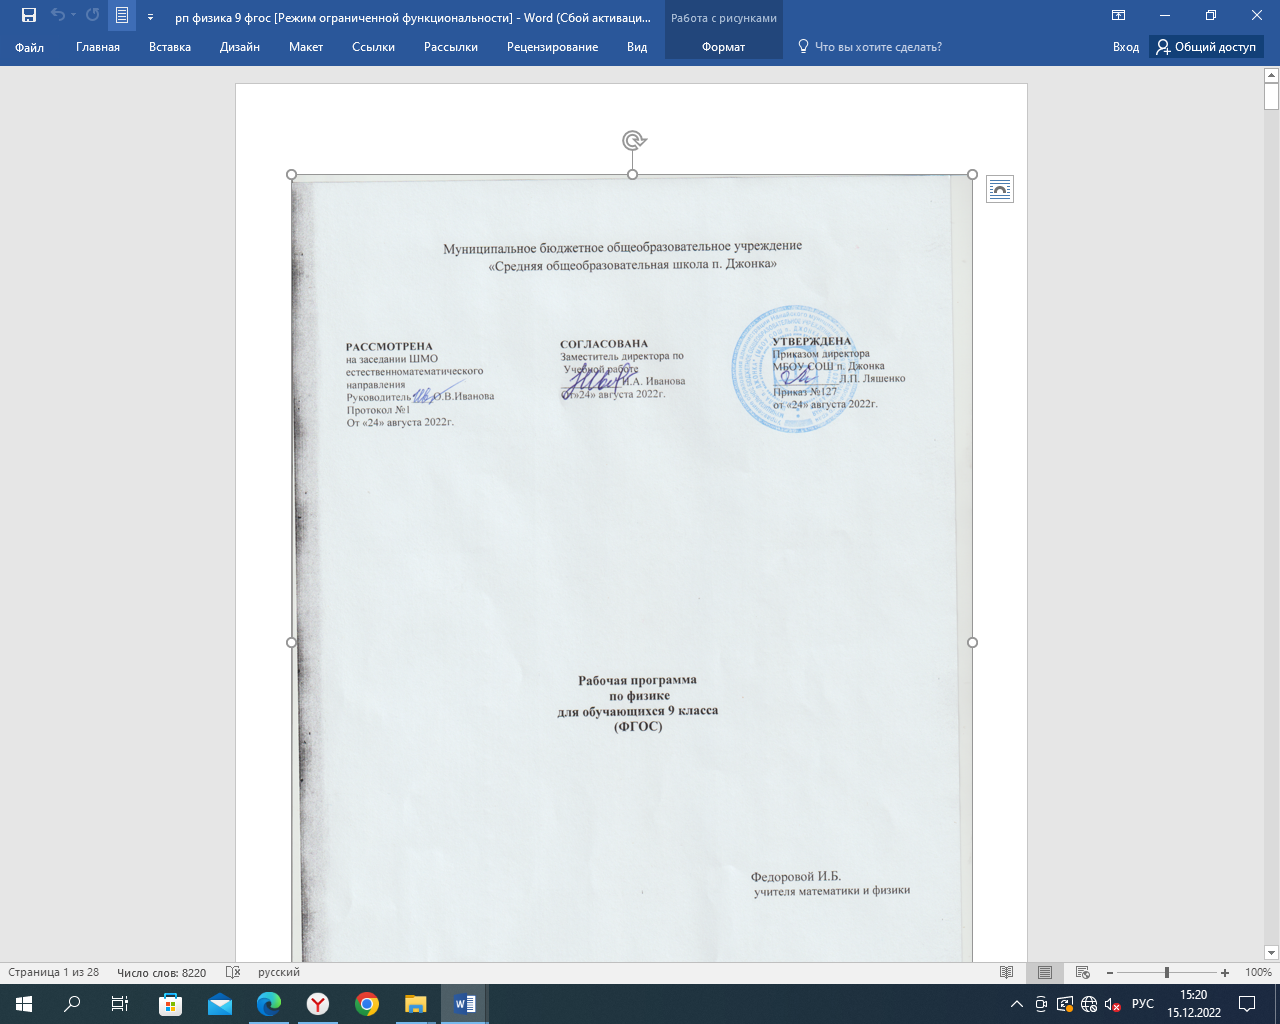 рп физика 9 фгос [Режим ограниченной функциональности] - Word (Сбой активаци...
Работа с рисунками
Файл
Главная
Вставка
Дизайн
Макет
Ссылки
Рассылки
Рецензирование
Вид
Формат
Что вы хотите сделать?
Вход
Общий доступ
Муниципальное бюджетное общеобразовательное учреждение
«Средняя общеобразовательная школа п. Джонка»
РАССМОТРЕНА
на заседании ШМО
естественноматематического
направления
Руководитель О.В.Иванова
Протокол №1
От «24» августа 2022г.
СОГЛАСОВАНА
Заместитель директора по
Учебной работе
И.А. Иванова
От»24» августа 2022г.
УТВЕРЖДЕНА
Приказом директора
МБОУ СОШ п. Джонка
Л.П. Ляшенко
Приказ №127
от «24» августа 2022г.
Рабочая программа
по физике
для обучающихся 9 класса
(ФГОС)
Федоровой И.Б.
учителя математики и физики
Страница 1 из 28
Число слов: 8220
русский
100%
РУС
15:20
15.12.2022